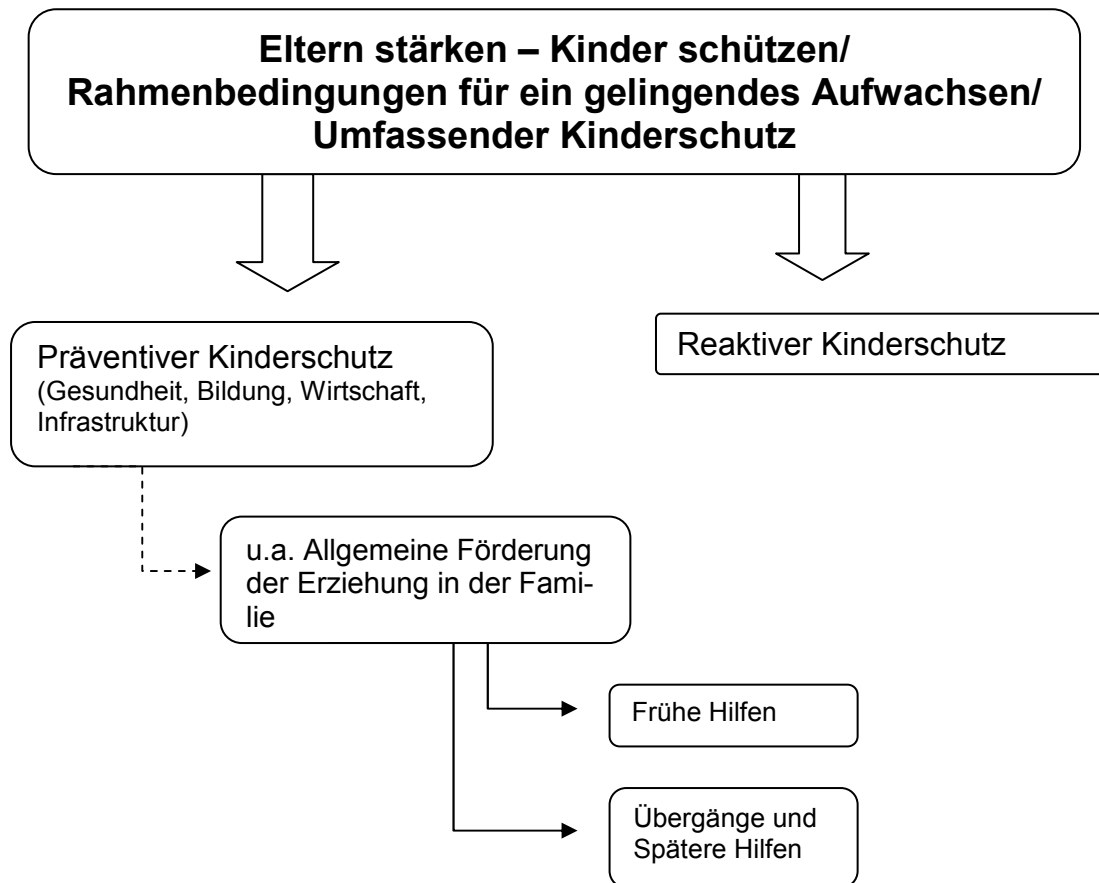 Eltern stärken – Kinder schützen/
Rahmenbedingungen für ein gelingendes Aufwachsen/
Umfassender Kinderschutz
Präventiver Kinderschutz
(Gesundheit, Bildung, Wirtschaft,
Infrastruktur)
Reaktiver Kinderschutz
u.a. Allgemeine Förderung
der Erziehung in der Fami-
lie
Frühe Hilfen
Übergänge und
Spätere Hilfen